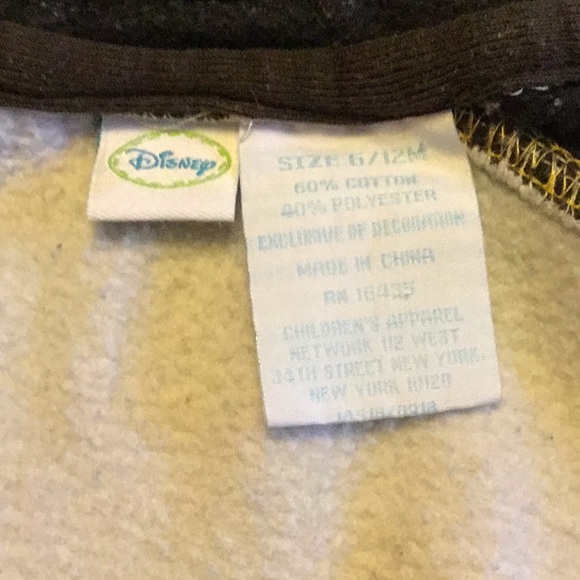 Disney
SIZE 6/12M
60% COTTON
40% POLYESTER
EXCLUSIVE OF DECORATION
MADE IN CHINA
RN 16435
CHILDREN'S APPAREL
NETWORK 112 WEST
34TH STREET NEW YORK,
NEW YORK 10120